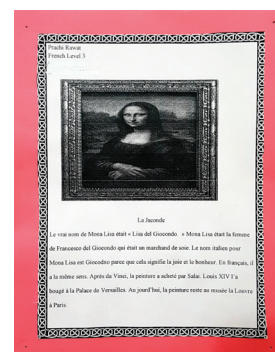 Prachi Rawat
French Level 3
La Jaconde
Le vrai nom de Mona Lisa était « Lisa del Giocondo. » Mona Lisa était la femme
de Francesco del Giocondo qui était un marchand de soie. Le nom italien pour
Mona Lisa est Giocodno parce que cela signifie la joie et le bonheur. En français, il
a la même sens. Après da Vinci, la peinture a acheté par Salai. Louis XIV l'a
bougé à la Palace de Versailles. Au jourd'hui, la peinture reste au musée la Louvre
à Paris.